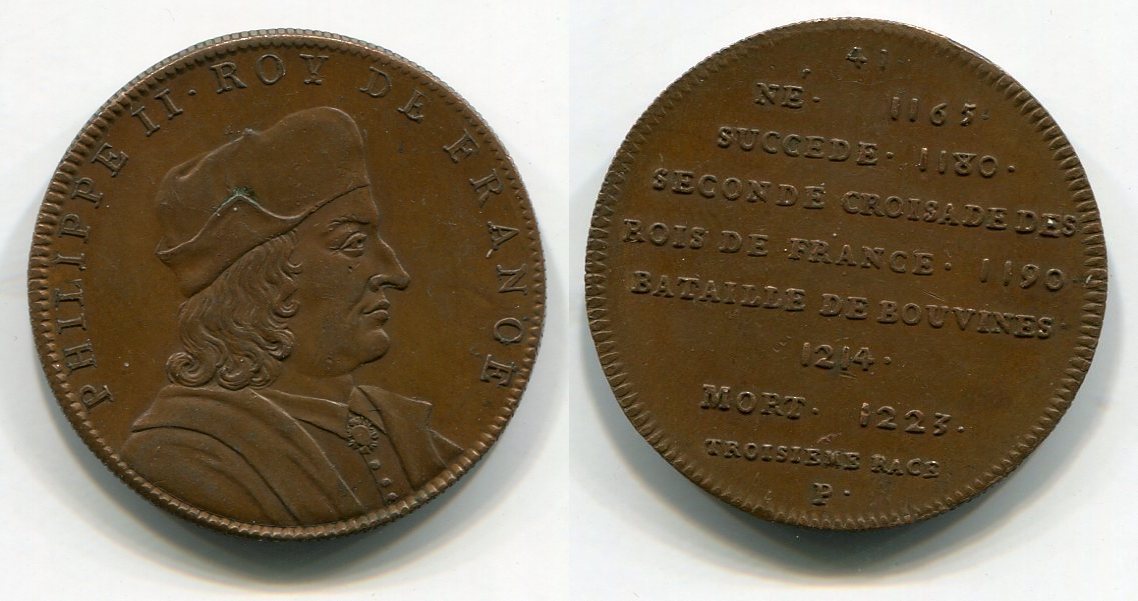 PHILIPPE II · ROY DE FRANCE
41
NÉ · 1165 ·
SUCCEDE · 1180 ·
SECONDE CROISADE DES
ROIS DE FRANCE · 1190
BATAILLE DE BOUVINES ·
1214 ·
MORT · 1223 ·
TROISIEME RACE
P ·